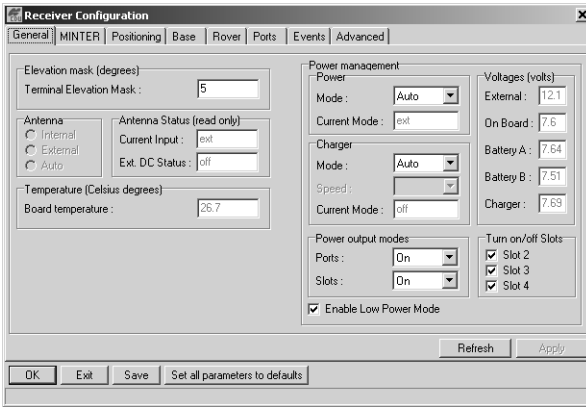 Receiver Configuration
General MINTER Positioning Base Rover Ports Events Advanced
Elevation mask (degrees)
Terminal Elevation Mask : 5
Antenna
Internal
External
Auto
Antenna Status (read only)
Current Input : ext
Ext. DC Status : off
Temperature (Celsius degrees)
Board temperature : 26.7
Power management
Power
Mode : Auto
Current Mode : ext
Charger
Mode : Auto
Speed :
Current Mode : off
Power output modes
Ports : On
Slots : On
Enable Low Power Mode
Voltages (volts)
External : 12.1
On Board : 7.6
Battery A : 7.64
Battery B : 7.51
Charger : 7.69
Turn on/off Slots
Slot 2
Slot 3
Slot 4
Refresh Apply
OK Exit Save Set all parameters to defaults